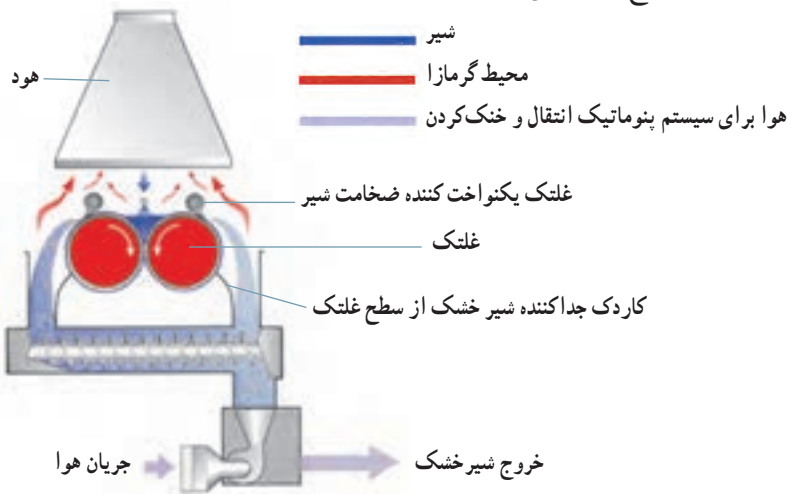 شیر
محیط گرمازا
هوا برای سیستم پنوماتیک انتقال و خنک‌کردن
هود
غلتک یکنواخت کننده ضخامت شیر
غلتک
کاردک جداکننده شیر خشک از سطح غلتک
خروج شیرخشک
جریان هوا